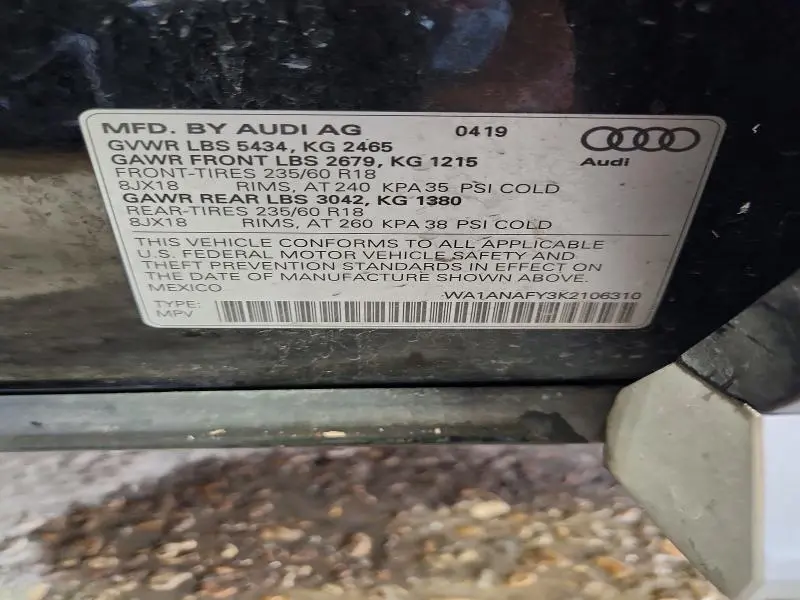 MFD. BY AUDI AG 0419
Audi
GVWR LBS 5434, KG 2465
GAWR FRONT LBS 2679, KG 1215
FRONT-TIRES 235/60 R18
8JX18 RIMS, AT 240 KPA 35 PSI COLD
GAWR REAR LBS 3042, KG 1380
REAR-TIRES 235/60 R18
8JX18 RIMS, AT 260 KPA 38 PSI COLD
THIS VEHICLE CONFORMS TO ALL APPLICABLE
U.S. FEDERAL MOTOR VEHICLE SAFETY AND
THEFT PREVENTION STANDARDS IN EFFECT ON
THE DATE OF MANUFACTURE SHOWN ABOVE.
MEXICO WA1ANAFY3K2106310
TYPE:
MPV